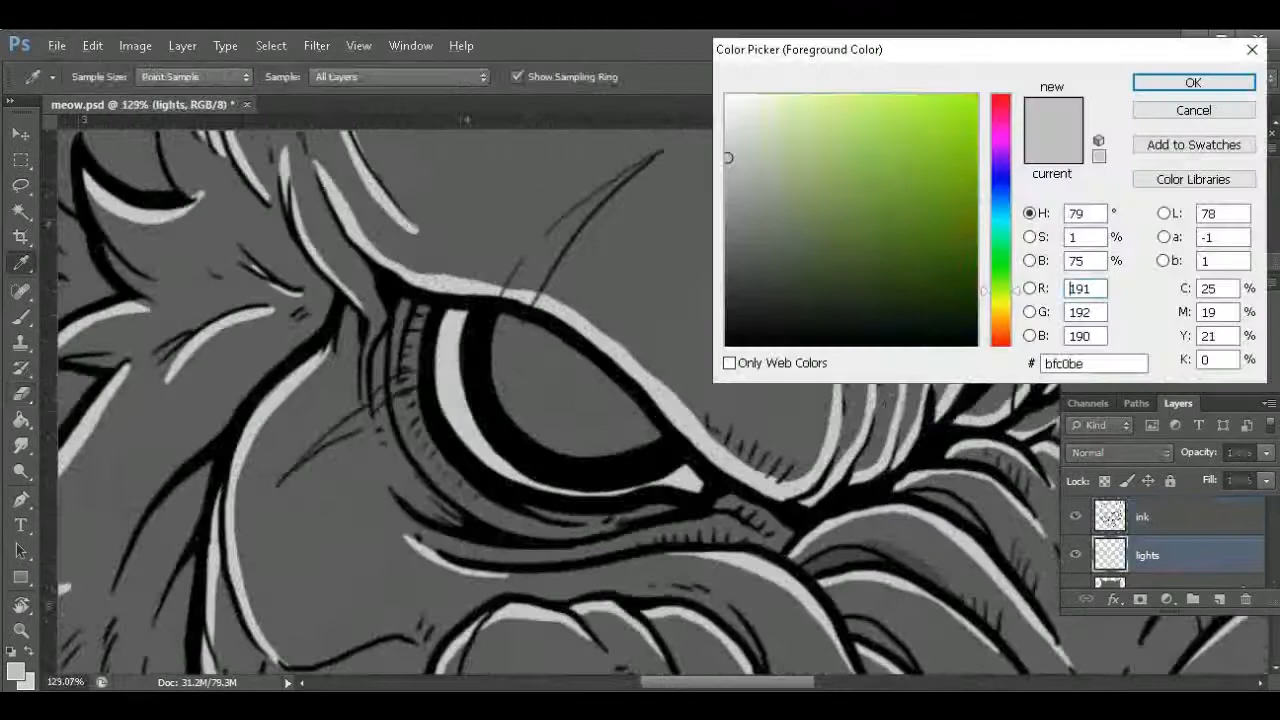 Ps File Edit Image Layer Type Select Filter View Window Help
Sample Size: Point Sample Sample: All Layers Show Sampling Ring
meow.psd @ 129% (lights, RGB/8) *
3 4
Color Picker (Foreground Color)
new
current
OK
Cancel
Add to Swatches
Color Libraries
H: 79 ° L: 78
S: 1 % a: -1
B: 75 % b: 1
R: 191 C: 25 %
G: 192 M: 19 %
B: 190 Y: 21 %
Only Web Colors # bfc0be K: 0 %
Channels Paths Layers
Kind
Normal Opacity:
Lock: Fill:
ink
lights
129.07% Doc: 31.2M/79.3M